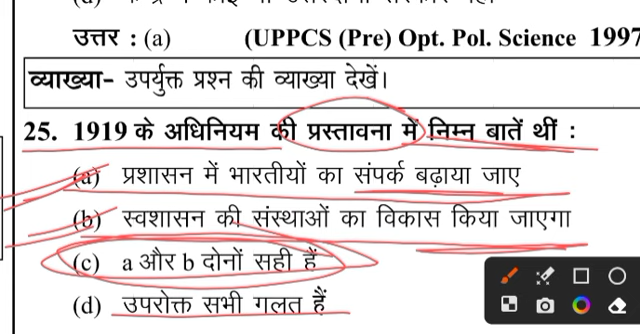 उत्तर : (a) (UPPCS (Pre) Opt. Pol. Science 1997
व्याख्या- उपर्युक्त प्रश्न की व्याख्या देखें।
25. 1919 के अधिनियम की प्रस्तावना में निम्न बातें थीं :
(a) प्रशासन में भारतीयों का संपर्क बढ़ाया जाए
(b) स्वशासन की संस्थाओं का विकास किया जाएगा
(c) a और b दोनों सही हैं
(d) उपरोक्त सभी गलत हैं